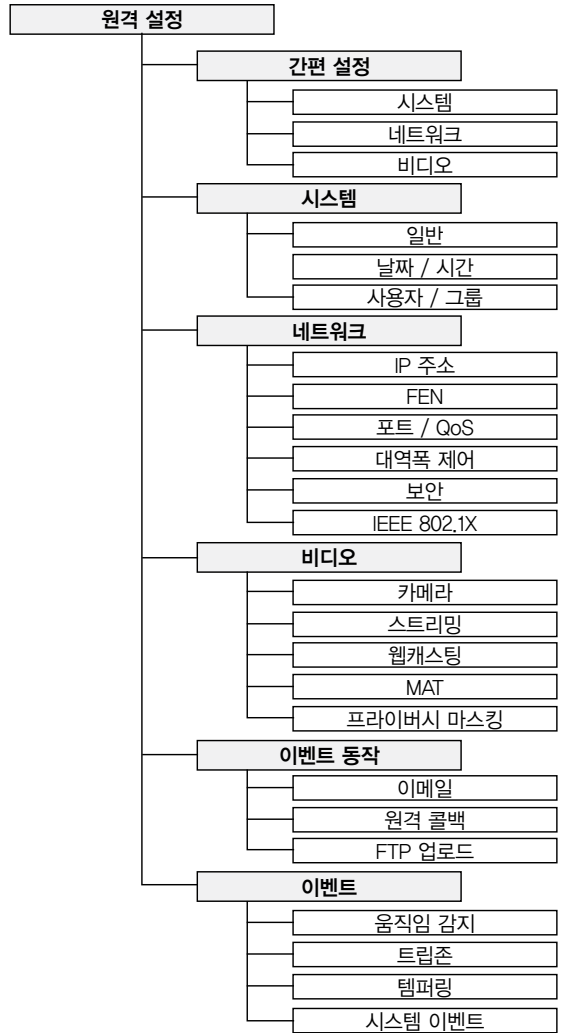 원격 설정
간편 설정
시스템
네트워크
비디오
시스템
일반
날짜 / 시간
사용자 / 그룹
네트워크
IP 주소
FEN
포트 / QoS
대역폭 제어
보안
IEEE 802.1X
비디오
카메라
스트리밍
웹캐스팅
MAT
프라이버시 마스킹
이벤트 동작
이메일
원격 콜백
FTP 업로드
이벤트
움직임 감지
트립존
템퍼링
시스템 이벤트